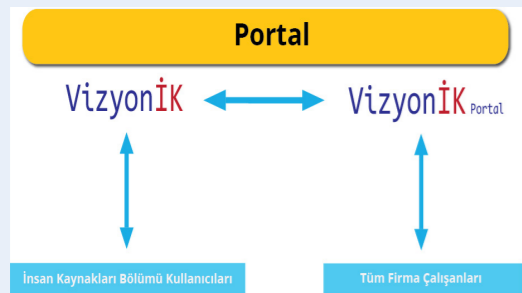 Portal
VizyonİK
VizyonİK Portal
İnsan Kaynakları Bölümü Kullanıcıları
Tüm Firma Çalışanları